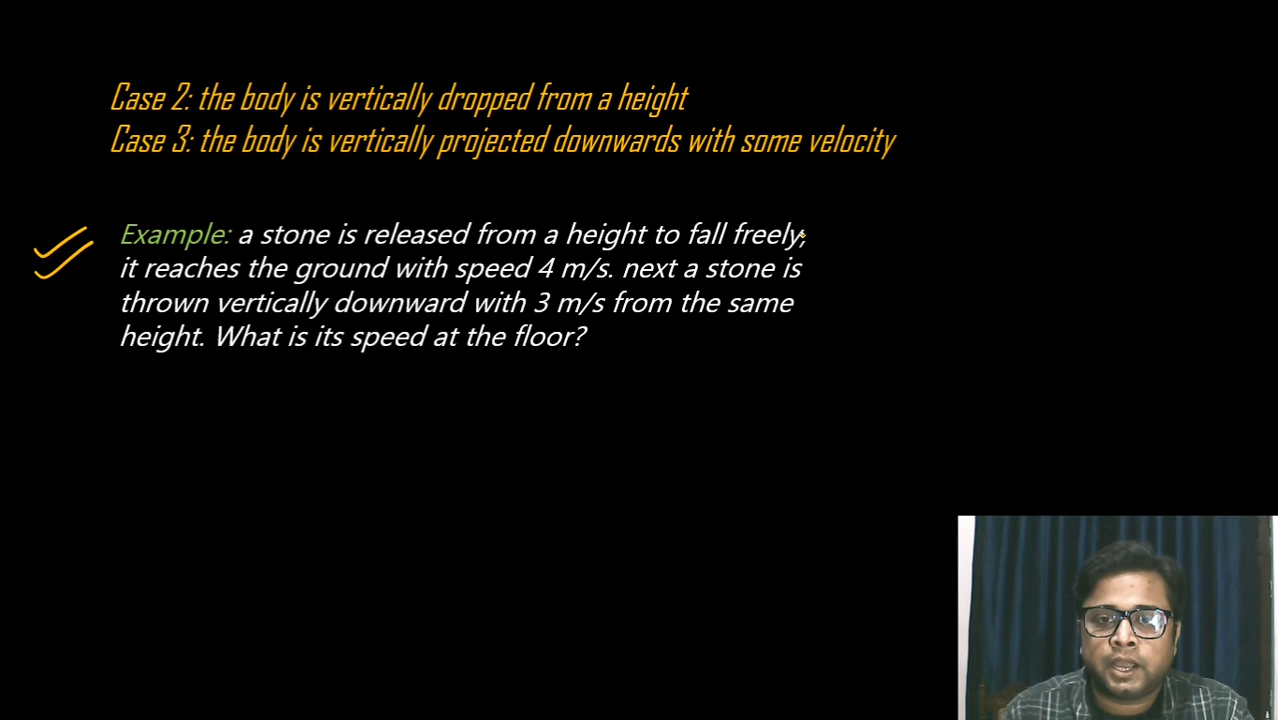 Case 2: the body is vertically dropped from a height
Case 3: the body is vertically projected downwards with some velocity
Example: a stone is released from a height to fall freely;
it reaches the ground with speed 4 m/s. next a stone is
thrown vertically downward with 3 m/s from the same
height. What is its speed at the floor?